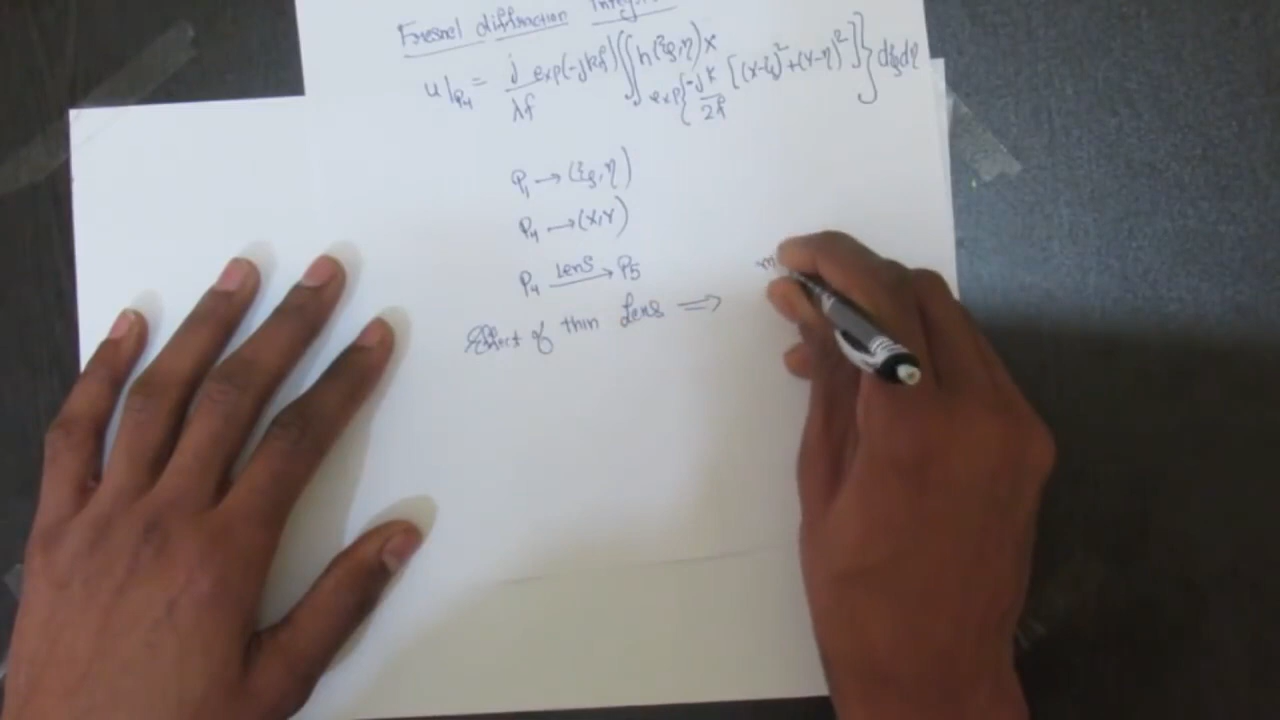 Fresnel diffraction Integral
u|P4 = j/λf exp(-jkf) ∬ h(ξ,η) x
exp{-jk/2f [(x-ξ)²+(Y-η)²]} dξdη
P1 → (ξ,η)
P4 → (x,Y)
P4 Lens → P5
Effect of thin Lens ⇒ m